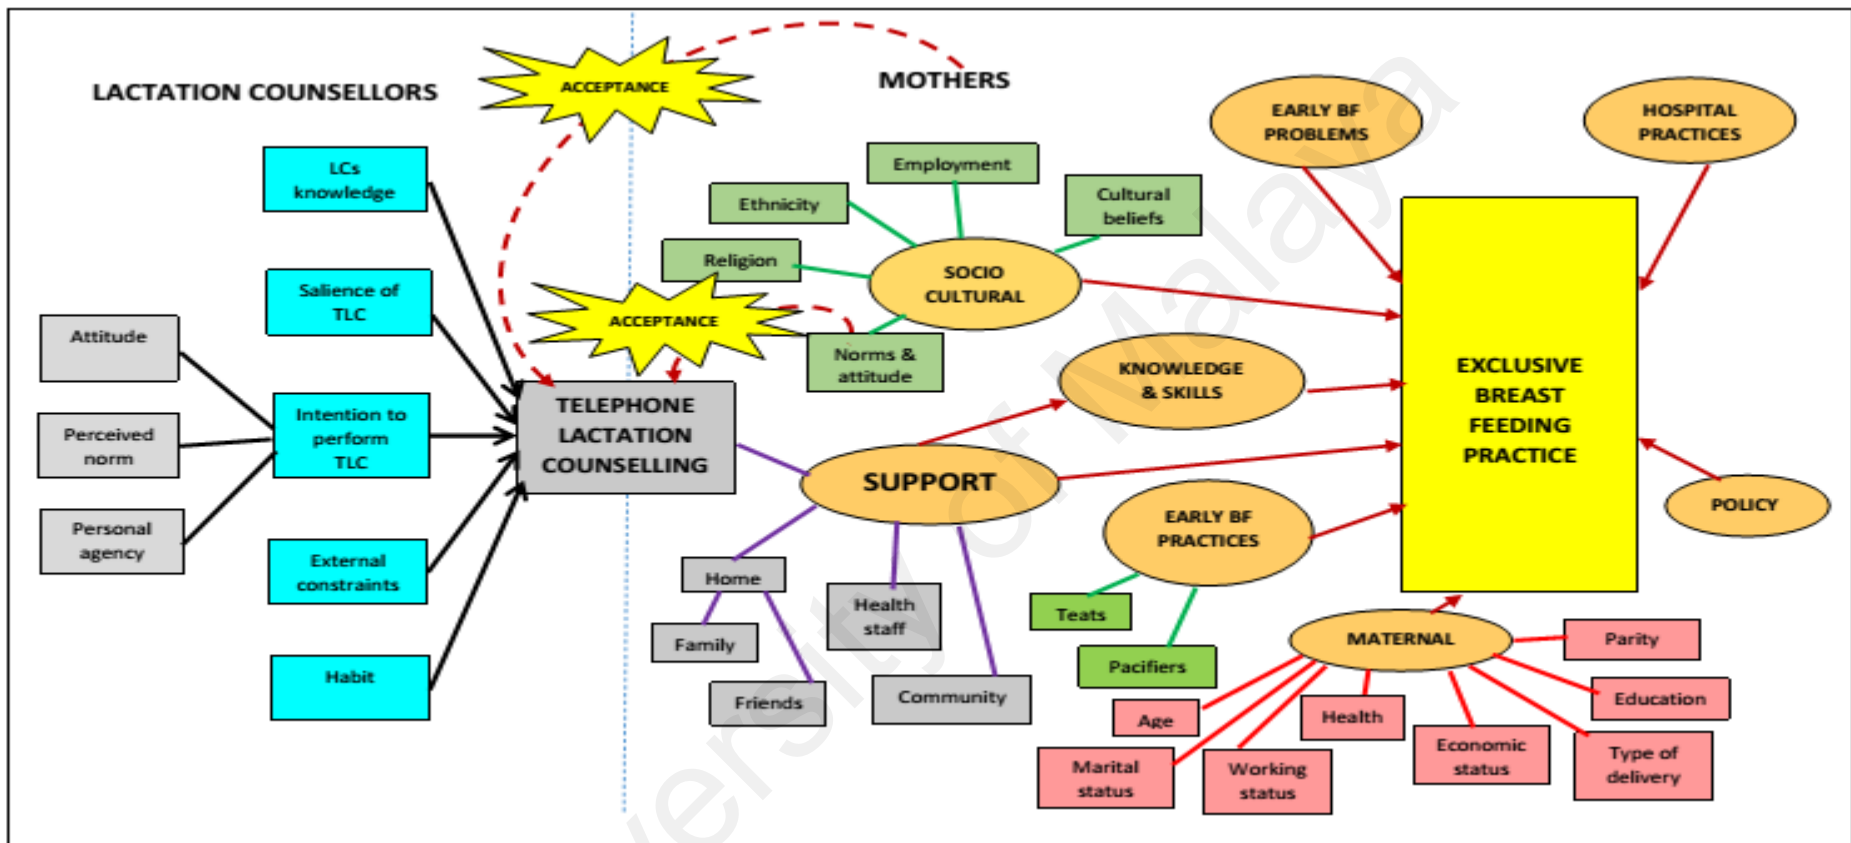 LACTATION COUNSELLORS
ACCEPTANCE
MOTHERS
EARLY BF
PROBLEMS
HOSPITAL
PRACTICES
LCs
knowledge
Employment
Ethnicity
Cultural
beliefs
Religion
SOCIO
CULTURAL
Salience of
TLC
ACCEPTANCE
Norms &
attitude
Attitude
Perceived
norm
Personal
agency
Intention to
perform
TLC
TELEPHONE
LACTATION
COUNSELLING
KNOWLEDGE
& SKILLS
EXCLUSIVE
BREAST
FEEDING
PRACTICE
SUPPORT
EARLY BF
PRACTICES
POLICY
External
constraints
Habit
Home
Family
Friends
Health
staff
Community
Teats
Pacifiers
MATERNAL
Parity
Education
Age
Health
Marital
status
Working
status
Economic
status
Type of
delivery
versity of Malaya